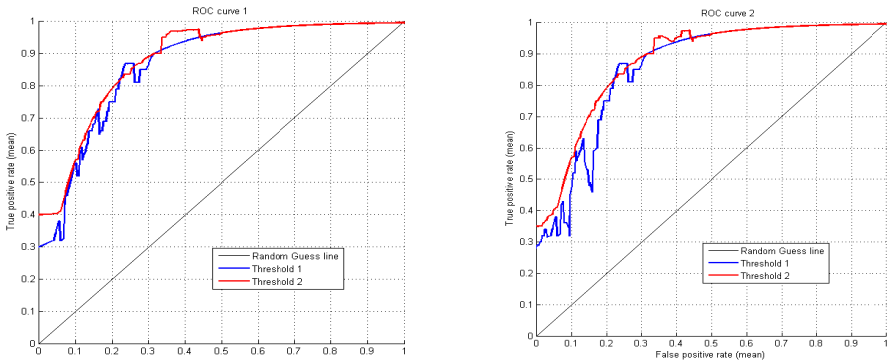 ROC curve 1
True positive rate (mean)
1
0.9
0.8
0.7
0.6
0.5
0.4
0.3
0.2
0.1
0
0 0.1 0.2 0.3 0.4 0.5 0.6 0.7 0.8 0.9 1
Random Guess line
Threshold 1
Threshold 2
ROC curve 2
True positive rate (mean)
1
0.9
0.8
0.7
0.6
0.5
0.4
0.3
0.2
0.1
0
0 0.1 0.2 0.3 0.4 0.5 0.6 0.7 0.8 0.9 1
False positive rate (mean)
Random Guess line
Threshold 1
Threshold 2